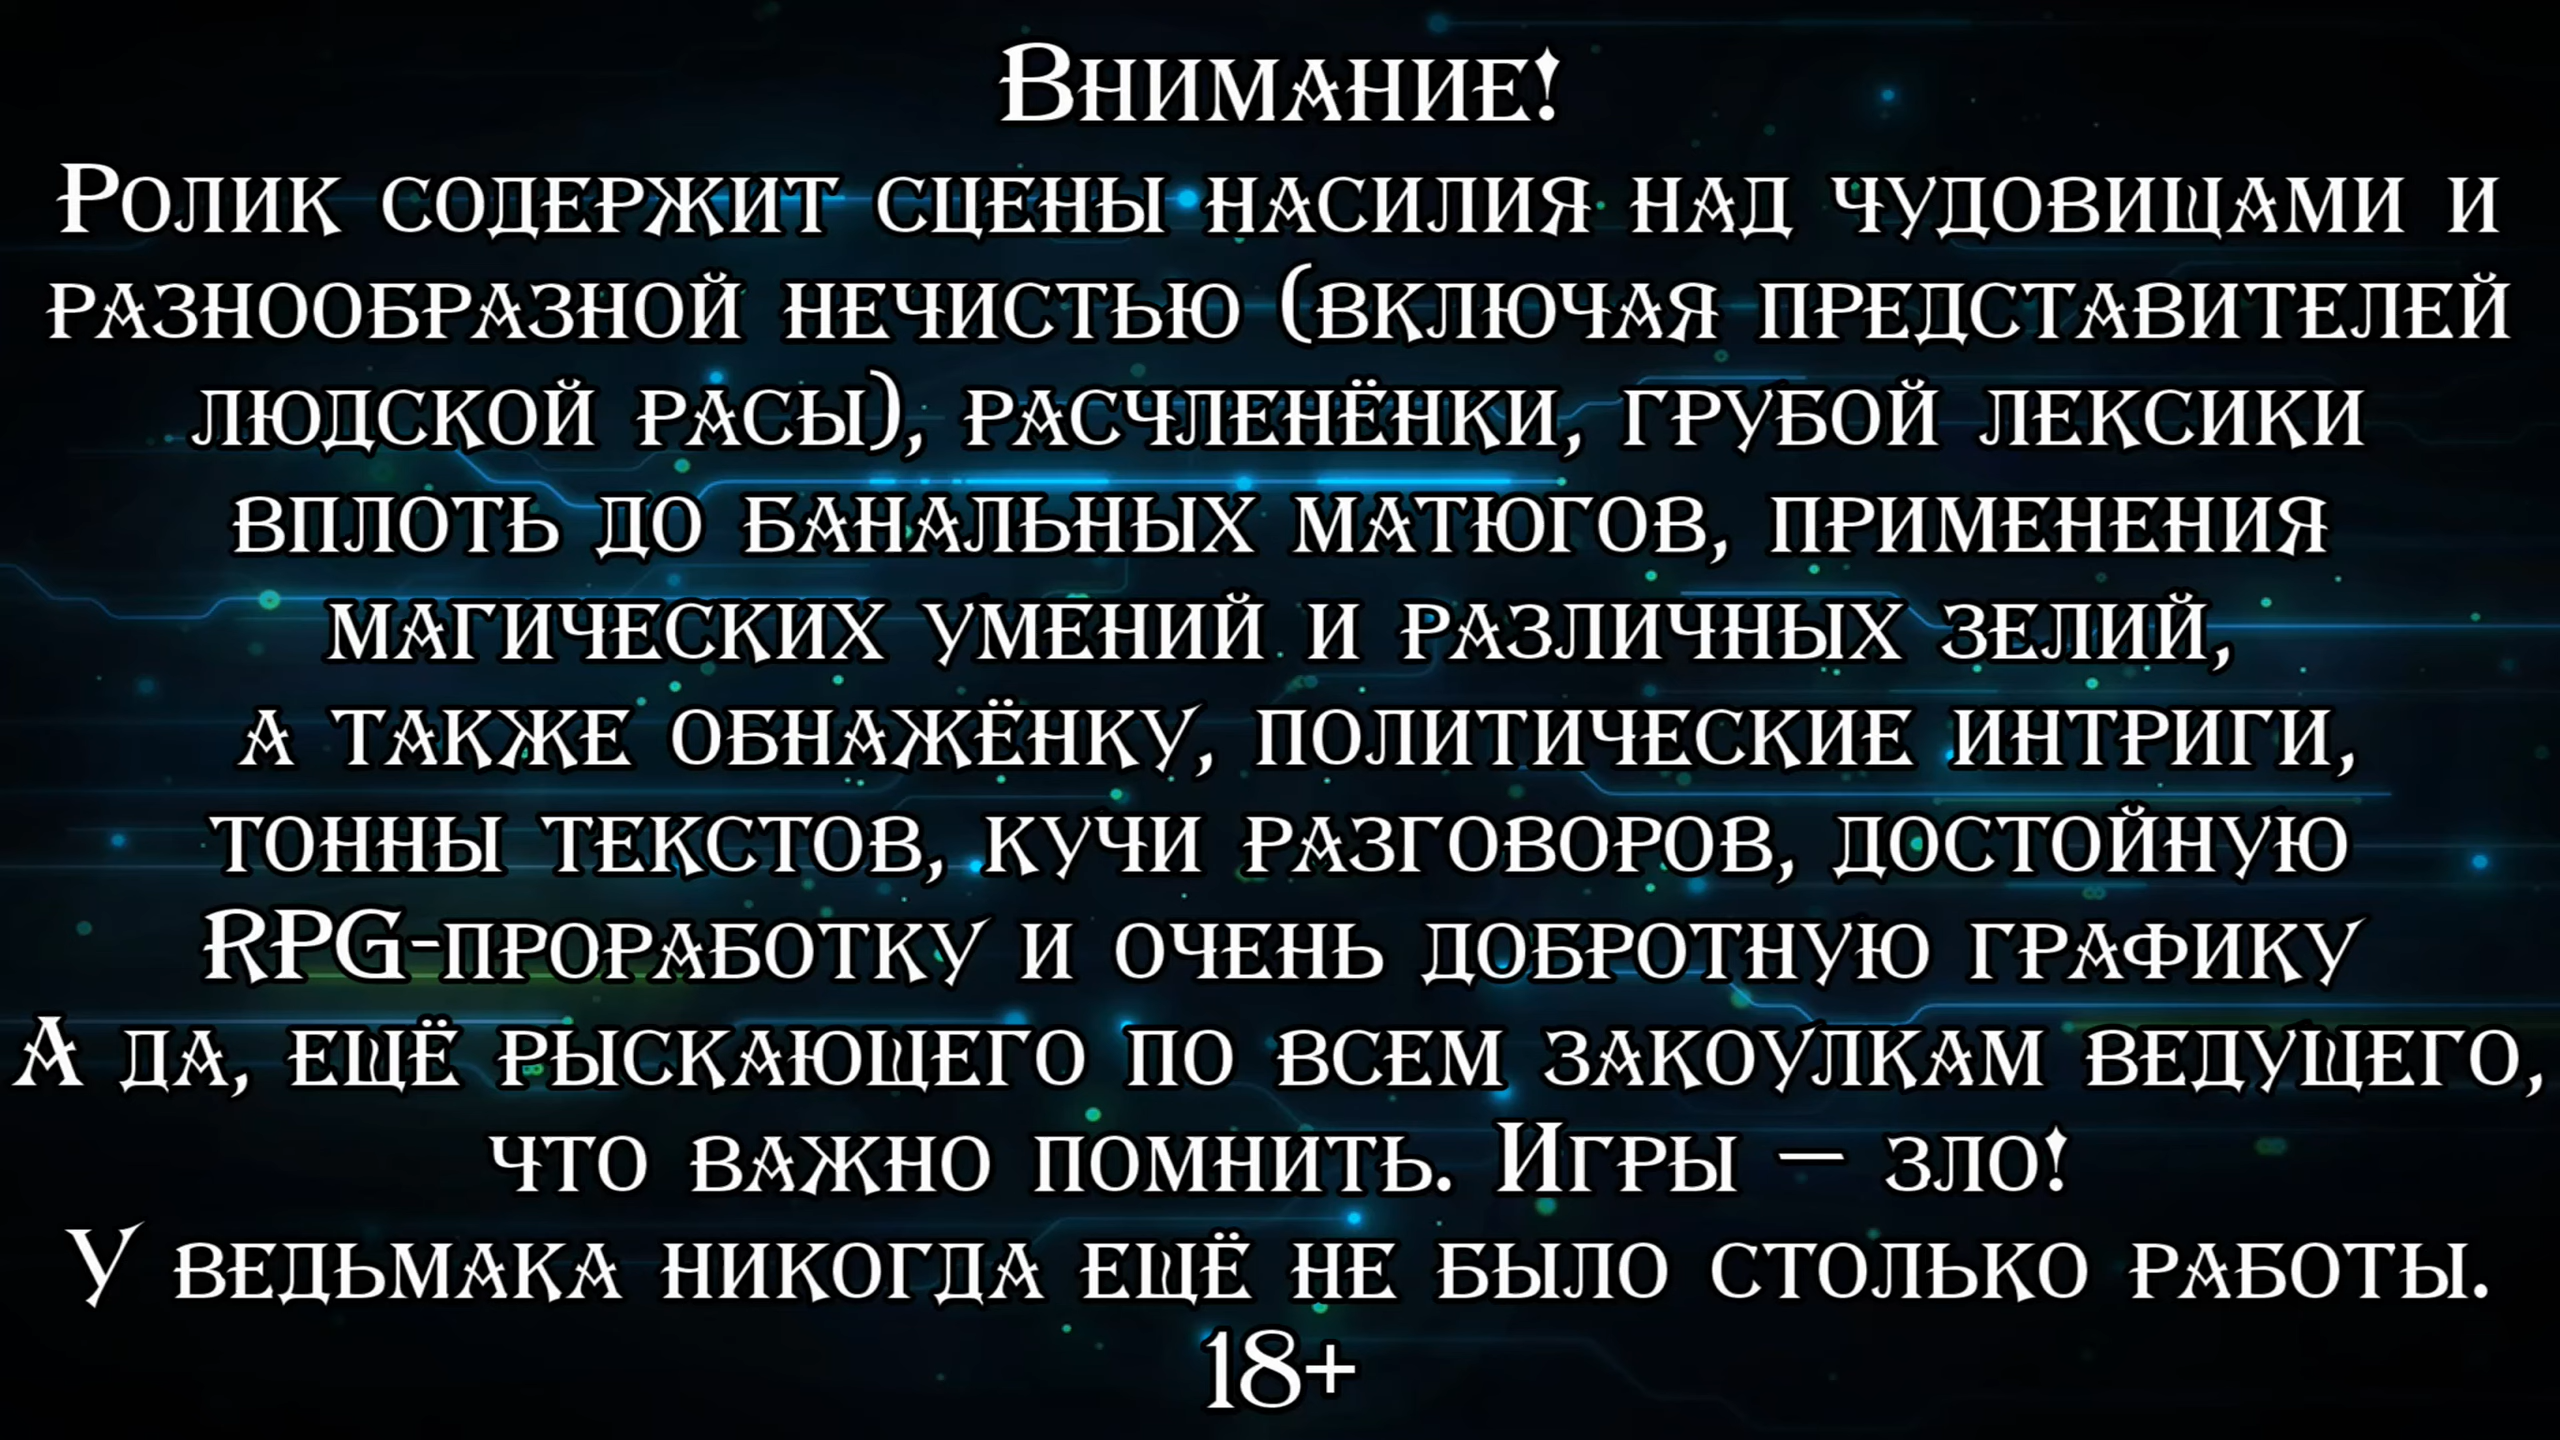 Внимание!
Ролик содержит сцены насилия над чудовищами и
разнообразной нечистью (включая представителей
людской расы), расчленёнки, грубой лексики
вплоть до банальных матюгов, применения
магических умений и различных зелий,
а также обнажёнку, политические интриги,
тонны текстов, кучи разговоров, достойную
RPG-проработку и очень добротную графику
А да, ещё рыскающего по всем закоулкам ведущего,
что важно помнить. Игры — зло!
У ведьмака никогда ещё не было столько работы.
18+